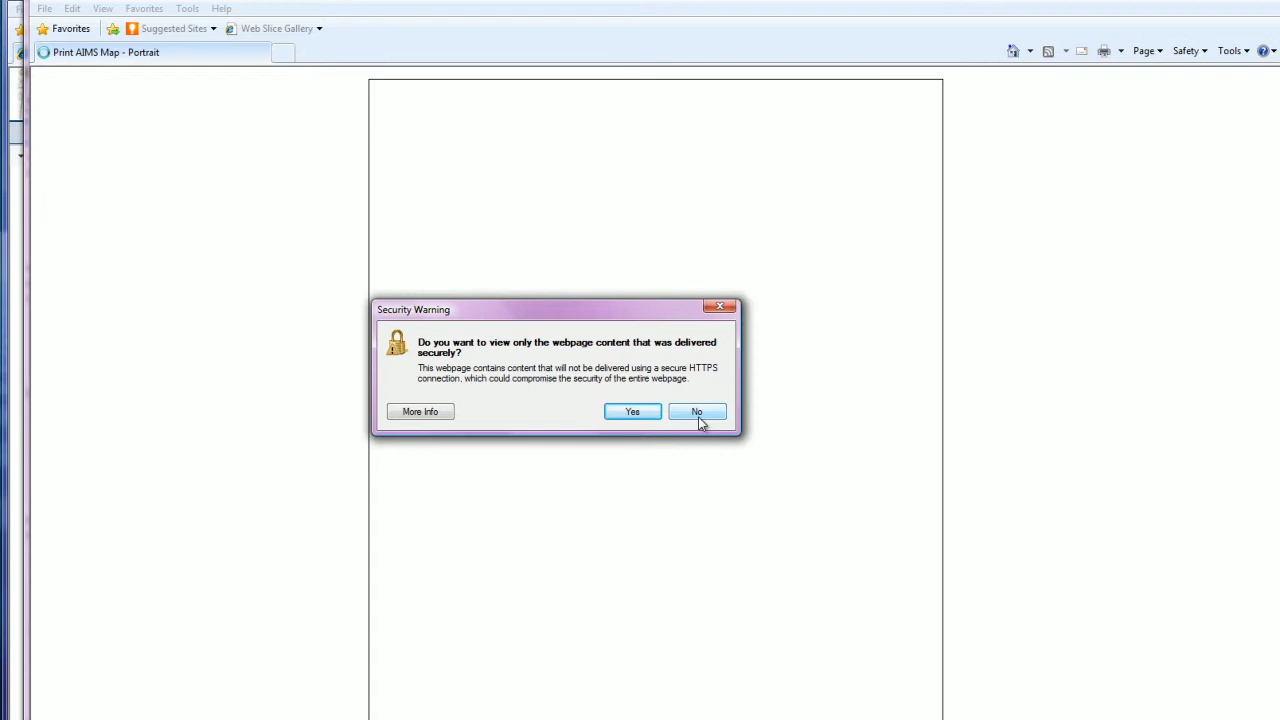 File Edit View Favorites Tools Help
Favorites Suggested Sites Web Slice Gallery
Print AIMS Map - Portrait
Page Safety Tools
Security Warning
Do you want to view only the webpage content that was delivered
securely?
This webpage contains content that will not be delivered using a secure HTTPS
connection, which could compromise the security of the entire webpage.
More Info Yes No